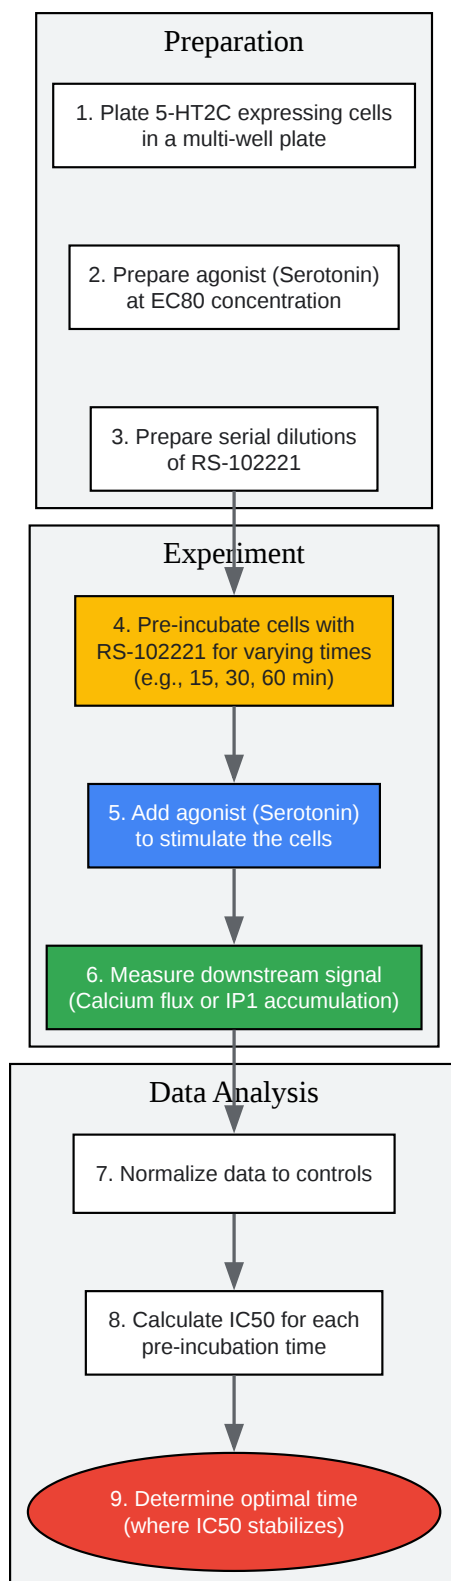 Preparation
1. Plate 5-HT2C expressing cells
in a multi-well plate
2. Prepare agonist (Serotonin)
at EC80 concentration
3. Prepare serial dilutions
of RS-102221
Experiment
4. Pre-incubate cells with
RS-102221 for varying times
(e.g., 15, 30, 60 min)
5. Add agonist (Serotonin)
to stimulate the cells
6. Measure downstream signal
(Calcium flux or IP1 accumulation)
Data Analysis
7. Normalize data to controls
8. Calculate IC50 for each
pre-incubation time
9. Determine optimal time
(where IC50 stabilizes)